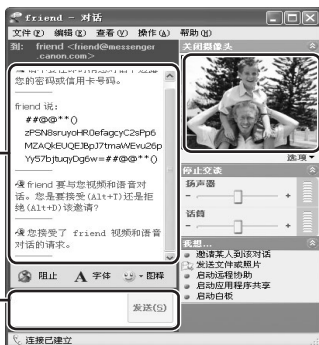 friend - 对话
文件(F) 编辑(E) 查看(V) 操作(A) 帮助(H)
到: friend <friend@messenger
.canon.com>
您的密码或信用卡号码。
friend 说:
##@@**()
zPSN8sruyoHR0efagcyC2sPp6
MZAQkEUQEJBpJ7tmaWEvu26p
Yy57bjtuqyDg6w=##@@**()
friend 要与您视频和语音对
话。您是要接受(Alt+T)还是拒
绝(Alt+D)该邀请?
您接受了 friend 视频和语音
对话的请求。
阻止 A 字体 图释
发送(S)
连接已建立
关闭摄像头
选项
停止交谈
扬声器
- +
话筒
- +
我想...
邀请某人到该对话
发送文件或照片
启动远程协助
启动应用程序共享
启动白板